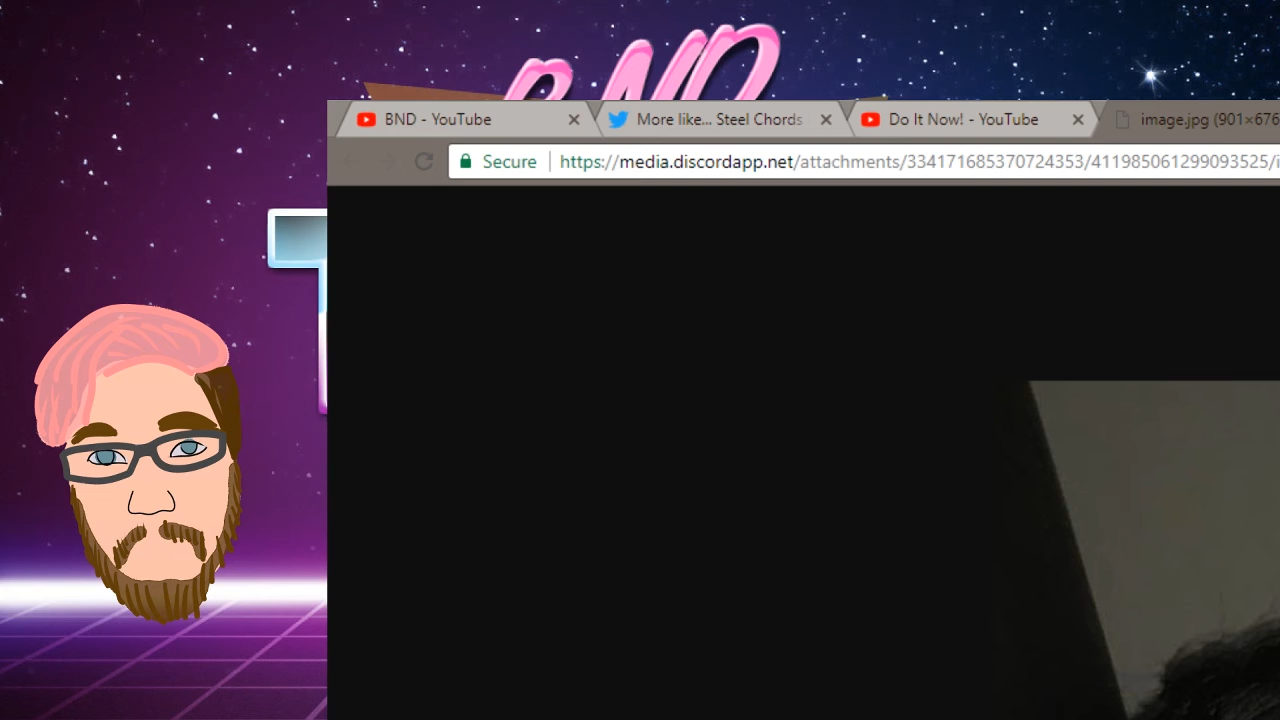 BND
BND - YouTube
More like... Steel Chords
Do It Now! - YouTube
image.jpg (901×676
Secure
https://media.discordapp.net/attachments/334171685370724353/411985061299093525/i
T